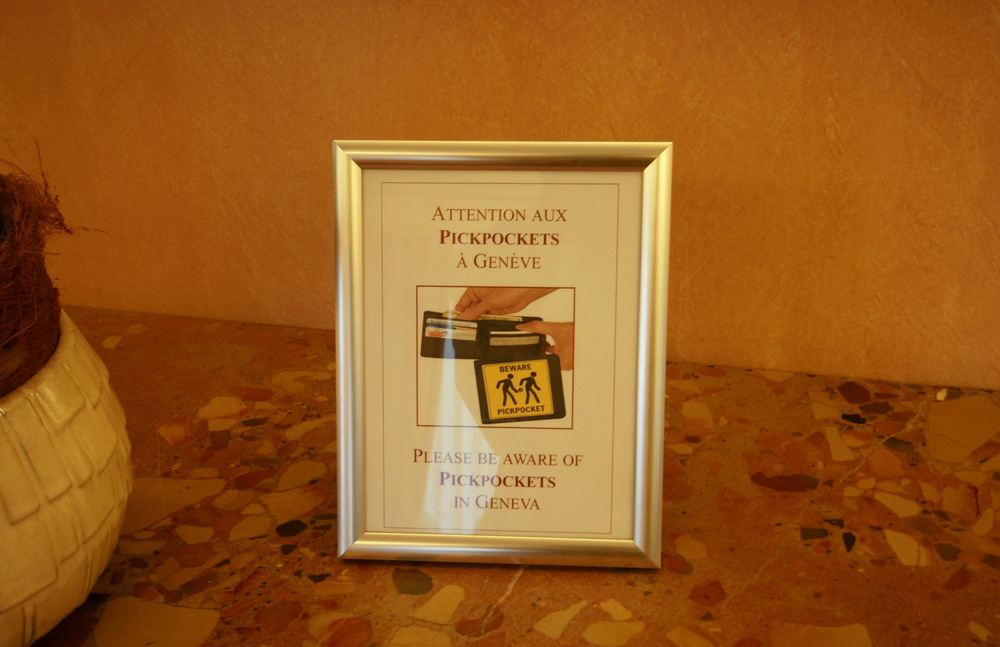 ATTENTION AUX
PICKPOCKETS
À GENÈVE
BEWARE
PICKPOCKET
PLEASE BE AWARE OF
PICKPOCKETS
IN GENEVA